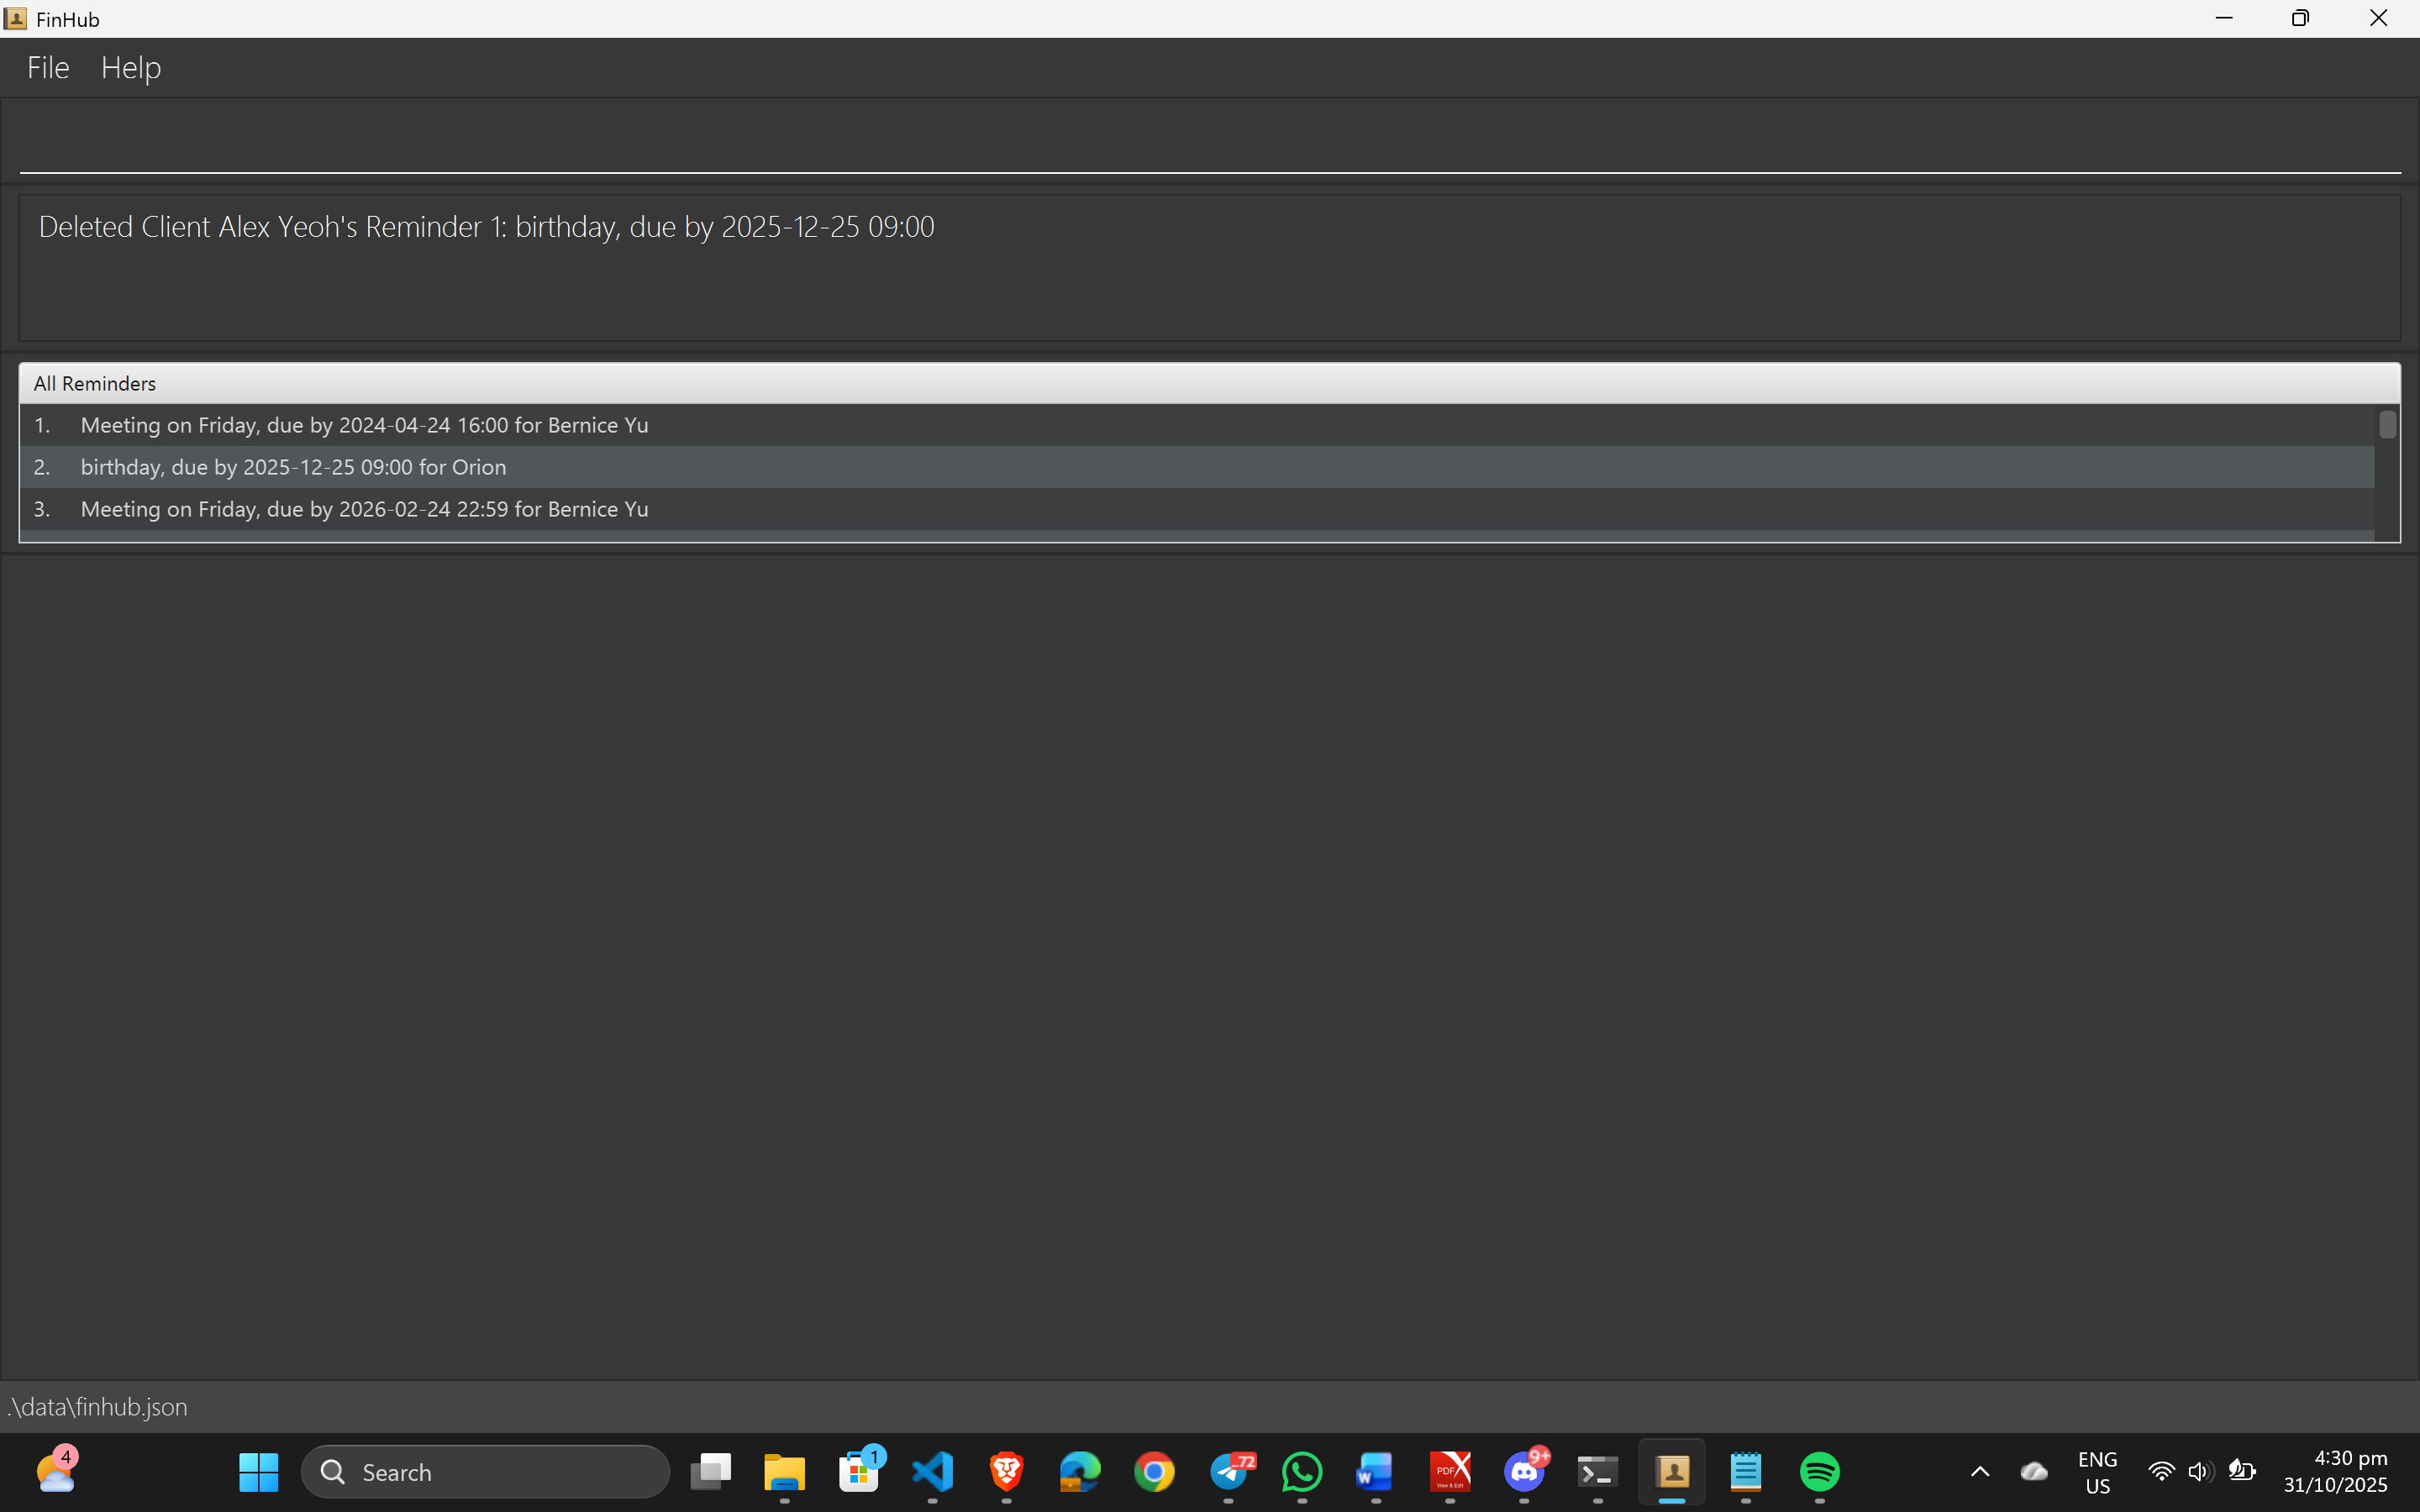 FinHub
File Help
Deleted Client Alex Yeoh's Reminder 1: birthday, due by 2025-12-25 09:00
All Reminders
1. Meeting on Friday, due by 2024-04-24 16:00 for Bernice Yu
2. birthday, due by 2025-12-25 09:00 for Orion
3. Meeting on Friday, due by 2026-02-24 22:59 for Bernice Yu
.\data\finhub.json
4
Search
1
72
W
PDF
View & Edit
9+
ENG
US
4:30 pm
31/10/2025